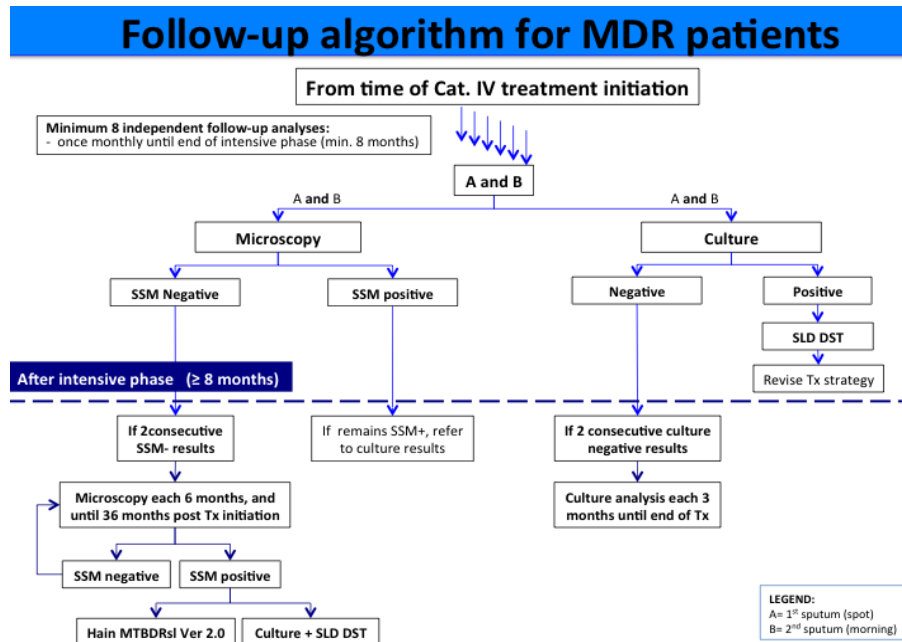 Follow-up algorithm for MDR patients
From time of Cat. IV treatment initiation
Minimum 8 independent follow-up analyses:
- once monthly until end of intensive phase (min. 8 months)
A and B
A and B
A and B
Microscopy
Culture
SSM Negative
SSM positive
Negative
Positive
SLD DST
After intensive phase (≥ 8 months)
Revise Tx strategy
If 2consecutive
SSM- results
If remains SSM+, refer
to culture results
If 2 consecutive culture
negative results
Microscopy each 6 months, and
until 36 months post Tx initiation
Culture analysis each 3
months until end of Tx
SSM negative
SSM positive
Hain MTBDRsl Ver 2.0
Culture + SLD DST
LEGEND:
A= 1st sputum (spot)
B= 2nd sputum (morning)